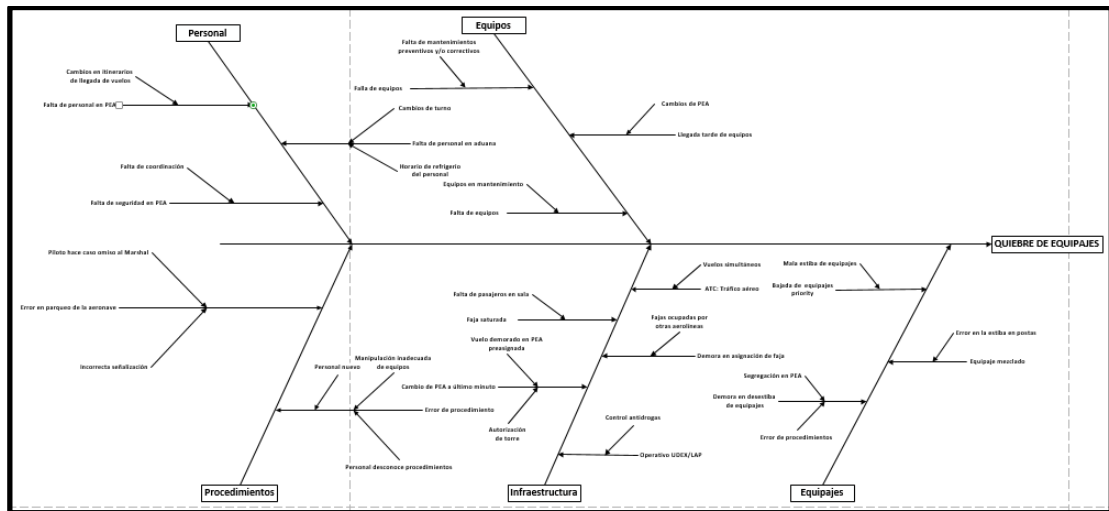 Personal
Cambios en itinerarios
de llegada de vuelos
Falta de personal en PEA
Cambios de turno
Falta de personal en aduana
Horario de refrigerio
del personal
Falta de coordinación
Falta de seguridad en PEA
Equipos
Falta de mantenimientos
preventivos y/o correctivos
Falla de equipos
Cambios de PEA
Llegada tarde de equipos
Equipos en mantenimiento
Falta de equipos
QUIEBRE DE EQUIPAJES
Piloto hace caso omiso al Marshal
Error en parqueo de la aeronave
Incorrecta señalización
Personal nuevo
Manipulación inadecuada
de equipos
Error de procedimiento
Personal desconoce procedimientos
Procedimientos
Vuelos simultáneos
ATC: Tráfico aéreo
Falta de pasajeros en sala
Faja saturada
Fajas ocupadas por
otras aerolíneas
Demora en asignación de faja
Vuelo demorado en PEA
preasignada
Cambio de PEA a último minuto
Autorización
de torre
Control antidrogas
Operativo UDEX/LAP
Infraestructura
Mala estiba de equipajes
Bajada de equipajes
priority
Error en la estiba en postas
Equipaje mezclado
Segregación en PEA
Demora en desestiba
de equipajes
Error de procedimientos
Equipajes